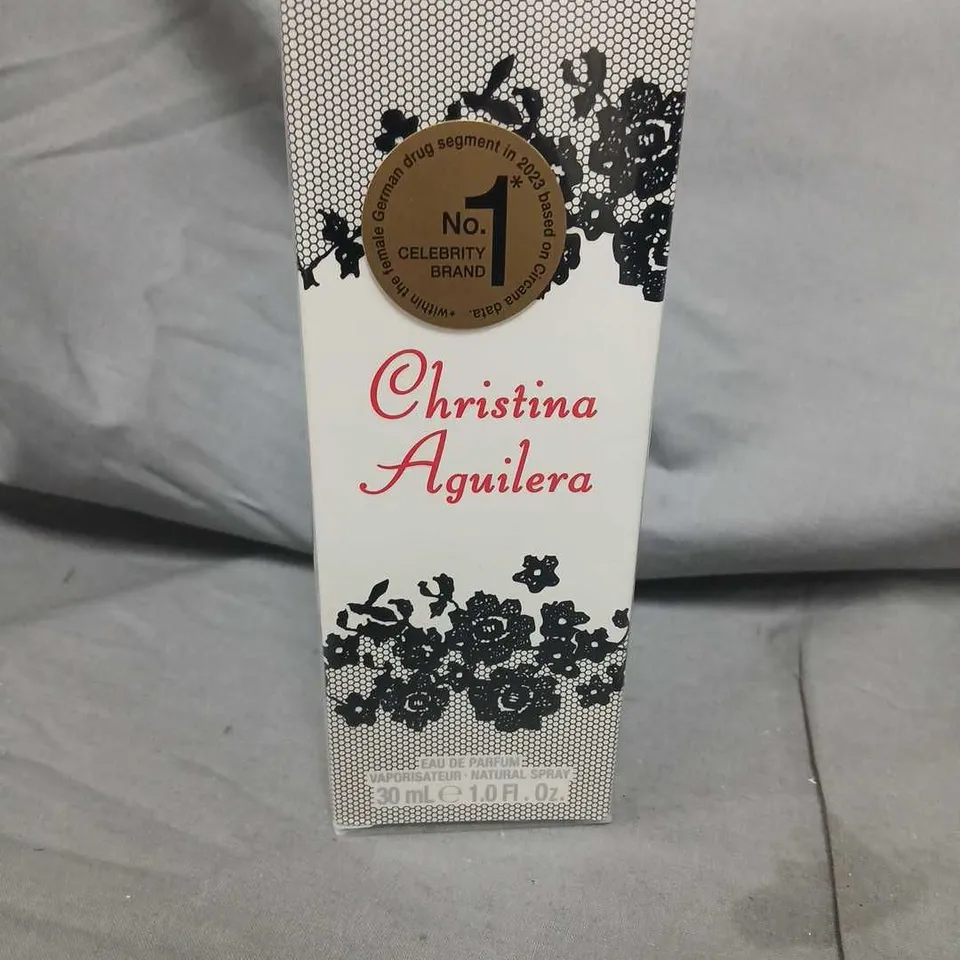 *within the female German drug segment in 2023 based on Circana data.
No.1*
CELEBRITY
BRAND
Christina
Aguilera
EAU DE PARFUM
VAPORISATEUR · NATURAL SPRAY
30 mL ℮ 1.0 Fl. Oz.